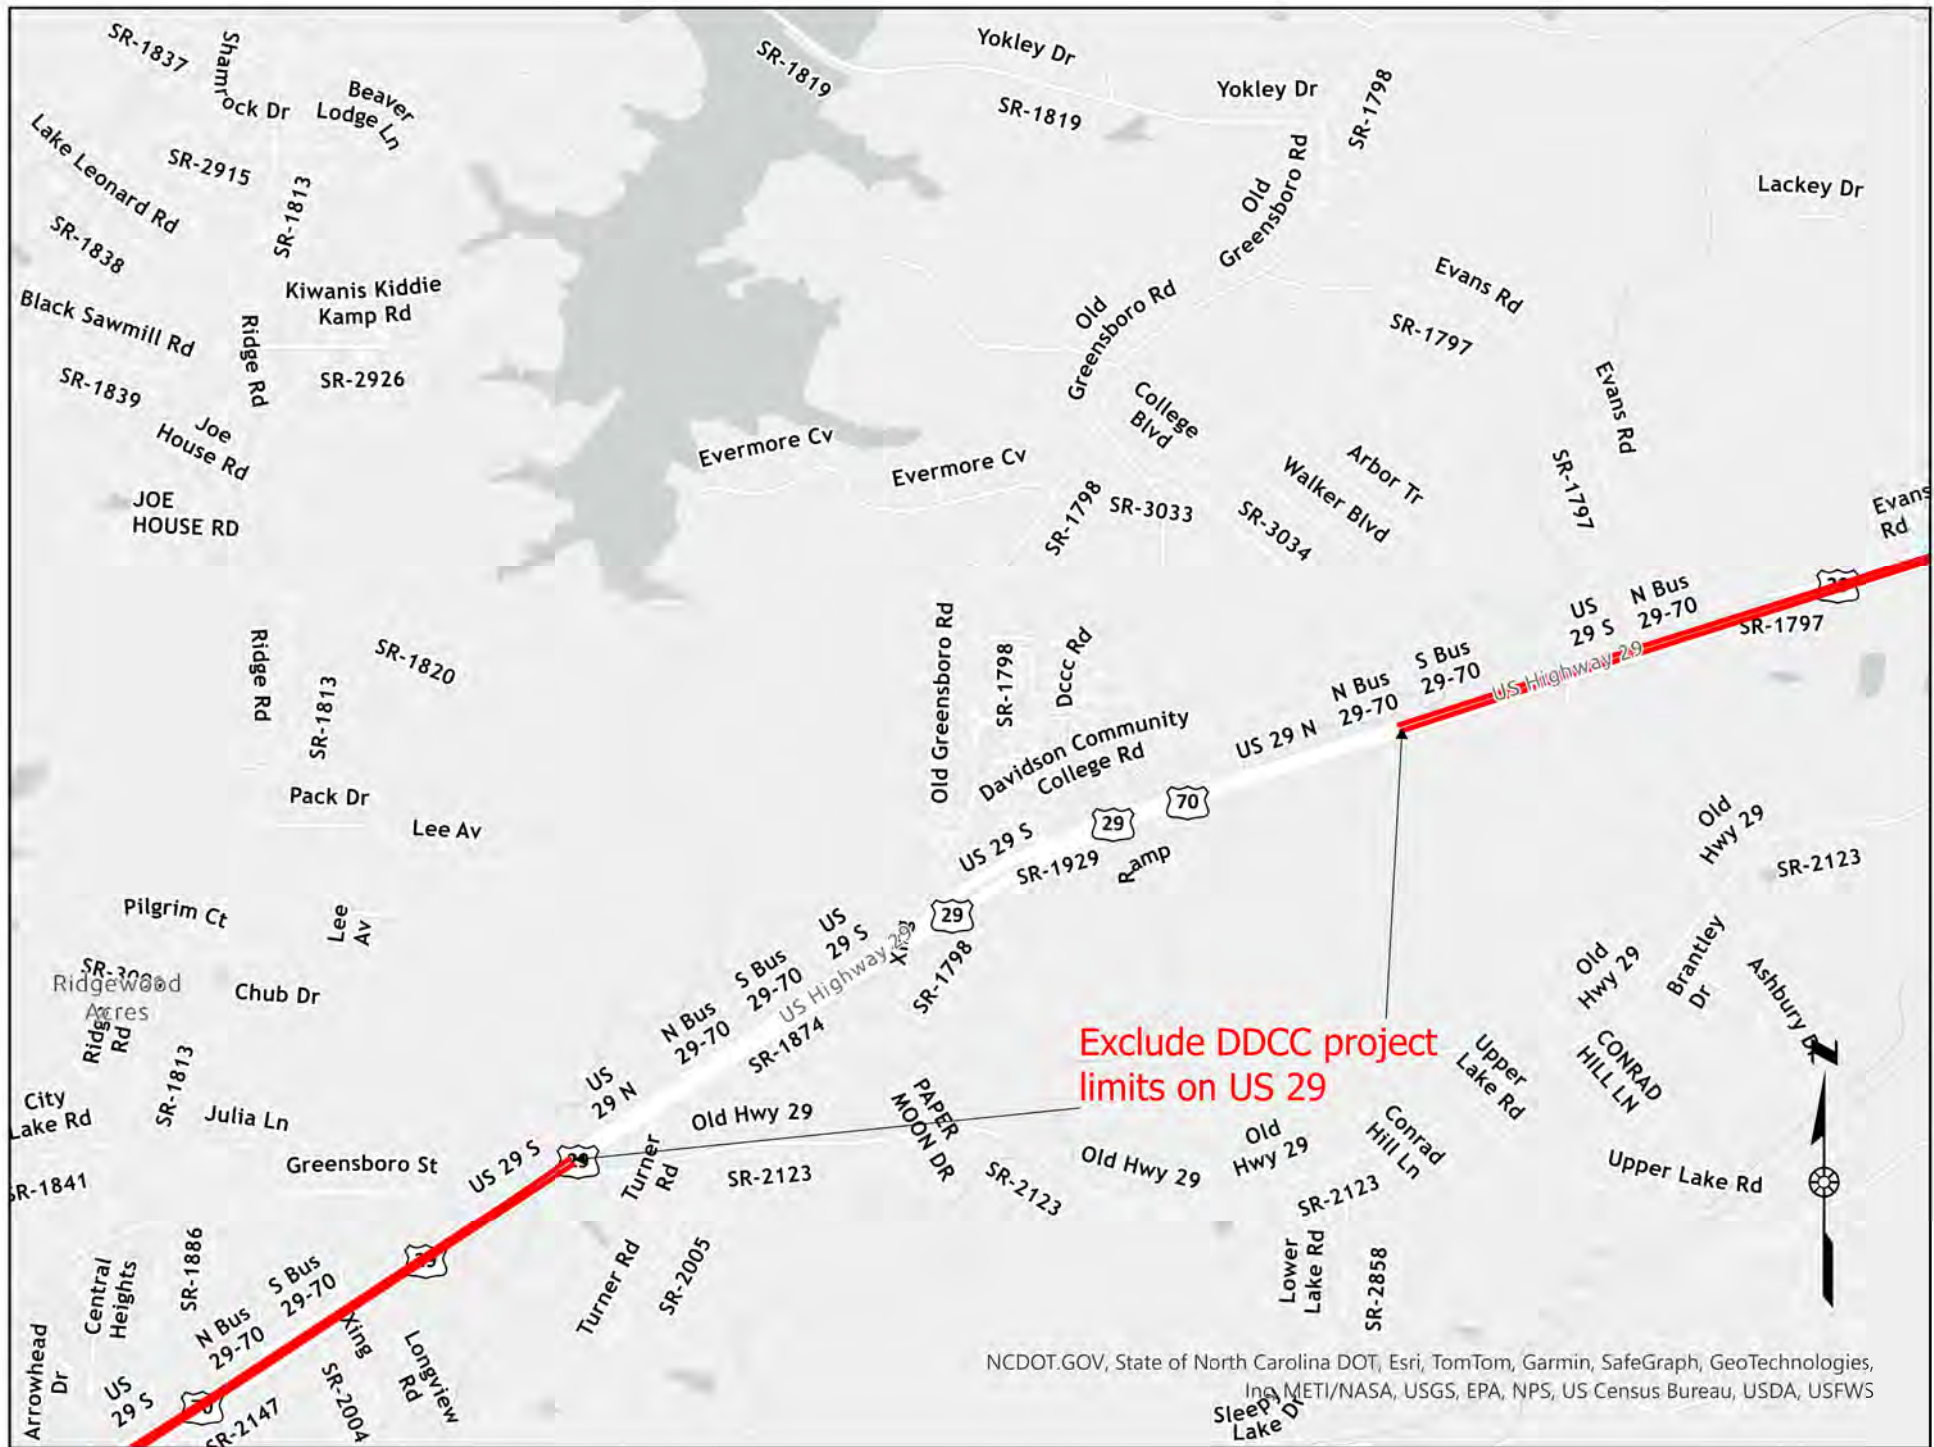 SR-1837
Shamrock Dr
Beaver
Lodge Ln
SR-1819
Yokley Dr
SR-1819
Yokley Dr
SR-1798
Lake Leonard Rd
SR-2915
SR-1813
Old
Greensboro Rd
Lackey Dr
SR-1838
Kiwanis Kiddie
Kamp Rd
Evans Rd
Black Sawmill Rd
Ridge Rd
Old
Greensboro Rd
SR-1797
SR-1839
SR-2926
College
Blvd
Evans Rd
Joe
House Rd
Evermore Cv
Evermore Cv
Arbor Tr
Walker Blvd
JOE
HOUSE RD
SR-1798
SR-3033
SR-3034
SR-1797
Evans
Rd
US
29 S
N Bus
29-70
SR-1797
US Highway 29
Ridge Rd
SR-1813
SR-1820
Old Greensboro Rd
SR-1798
Dccc Rd
S Bus
29-70
N Bus
29-70
US 29 N
Davidson Community
College Rd
70
29
US 29 S
SR-1929
Ramp
Pack Dr
Lee Av
Old
Hwy 29
SR-2123
Pilgrim Ct
Lee
Av
29
US
29 S
Xing
SR-1798
S Bus
29-70
US Highway 29
N Bus
29-70
SR-1874
Old
Hwy 29
Brantley
Dr
Ashbury Dr
Ridgewood
Acres
Chub Dr
Rd
SR-1813
City
Lake Rd
Julia Ln
US
29 N
Exclude DDCC project
limits on US 29
Upper
Lake Rd
CONRAD
HILL LN
Old Hwy 29
PAPER
MOON DR
Conrad
Hill Ln
Greensboro St
US 29 S
29
Turner
Rd
SR-2123
SR-2123
Old Hwy 29
Old
Hwy 29
SR-2123
Upper Lake Rd
SR-1841
SR-1886
Central
Heights
S Bus
29-70
N Bus
29-70
Turner Rd
SR-2005
Lower
Lake Rd
SR-2858
Arrowhead
Dr
US
29 S
SR-2147
Xing
SR-2004
Longview
Rd
NCDOT.GOV, State of North Carolina DOT, Esri, TomTom, Garmin, SafeGraph, GeoTechnologies,
Inc, METI/NASA, USGS, EPA, NPS, US Census Bureau, USDA, USFWS
Sleepy
Lake Dr